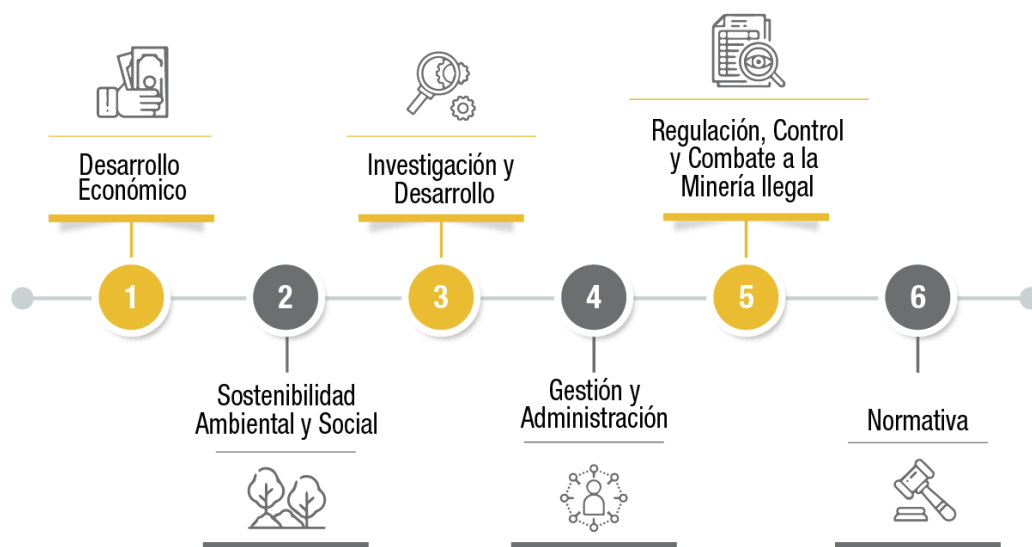 Desarrollo
Económico
Investigación y
Desarrollo
Regulación, Control
y Combate a la
Minería Ilegal
1
2
3
4
5
6
Sostenibilidad
Ambiental y Social
Gestión y
Administración
Normativa